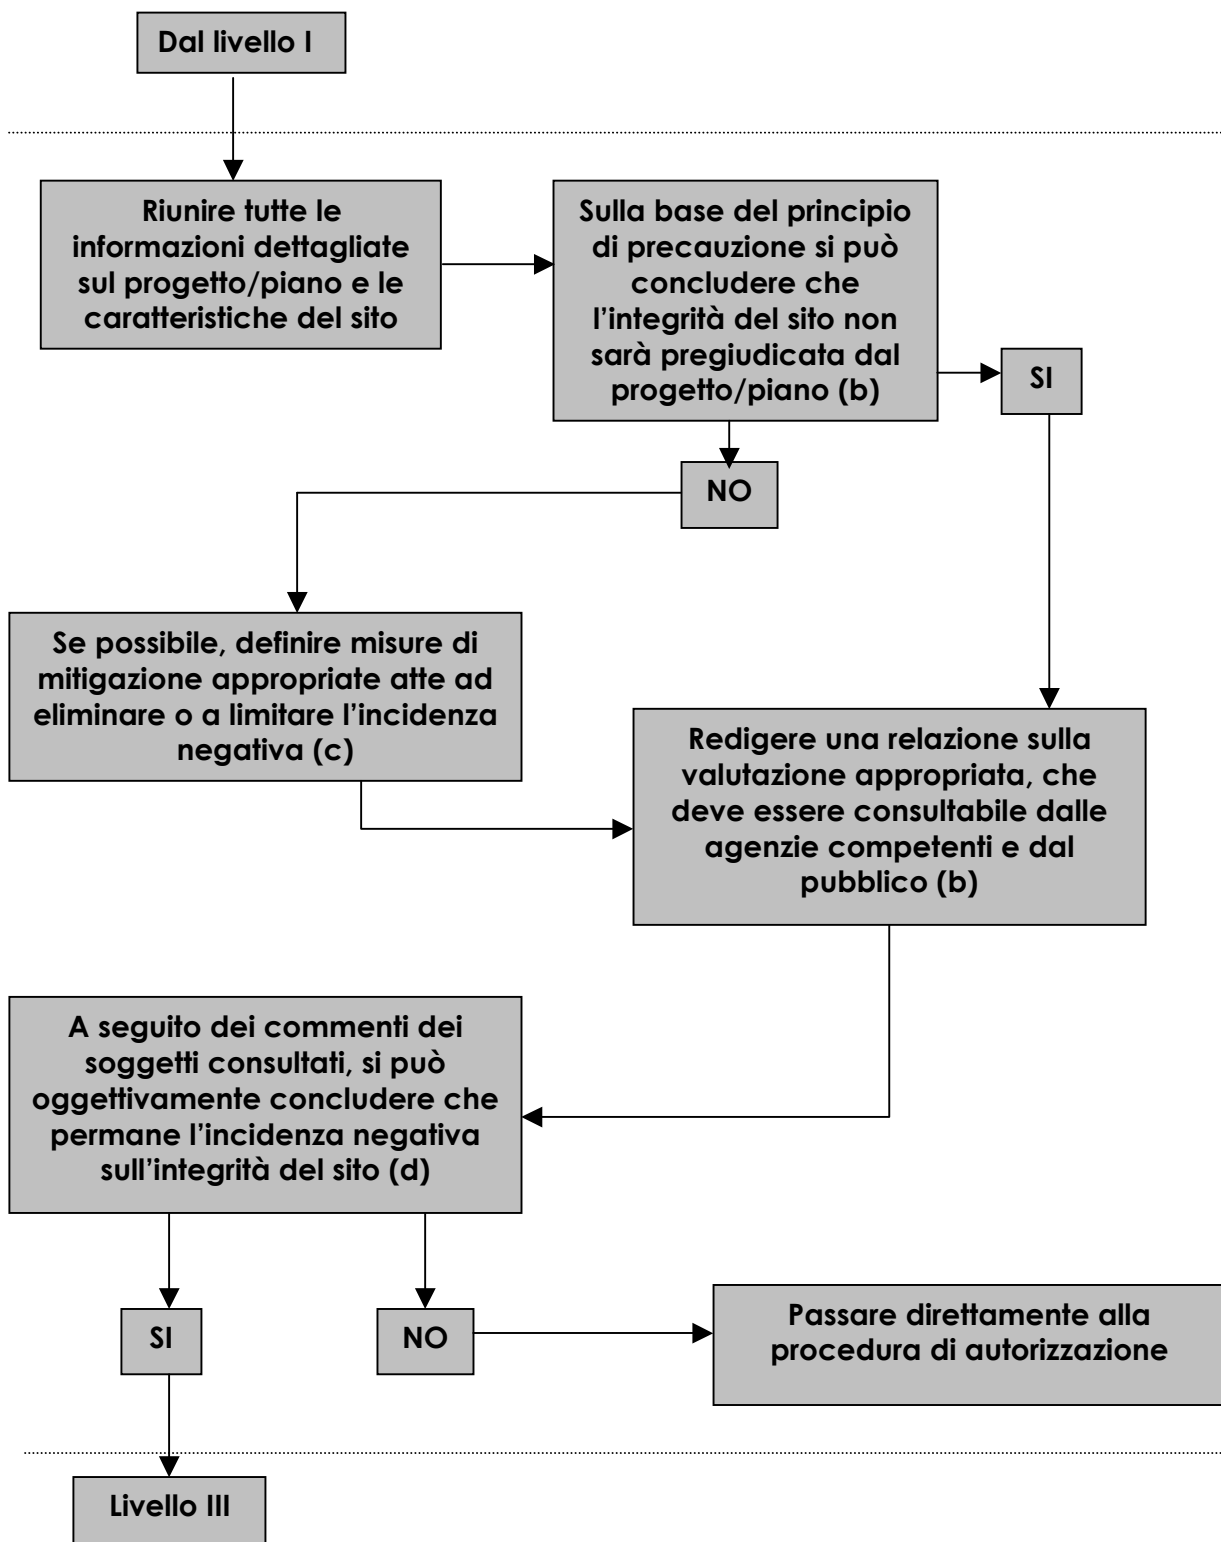 Dal livello I
Riunire tutte le
informazioni dettagliate
sul progetto/piano e le
caratteristiche del sito
Sulla base del principio
di precauzione si può
concludere che
l’integrità del sito non
sarà pregiudicata dal
progetto/piano (b)
SI
NO
Se possibile, definire misure di
mitigazione appropriate atte ad
eliminare o a limitare l’incidenza
negativa (c)
Redigere una relazione sulla
valutazione appropriata, che
deve essere consultabile dalle
agenzie competenti e dal
pubblico (b)
A seguito dei commenti dei
soggetti consultati, si può
oggettivamente concludere che
permane l’incidenza negativa
sull’integrità del sito (d)
SI
NO
Passare direttamente alla
procedura di autorizzazione
Livello III